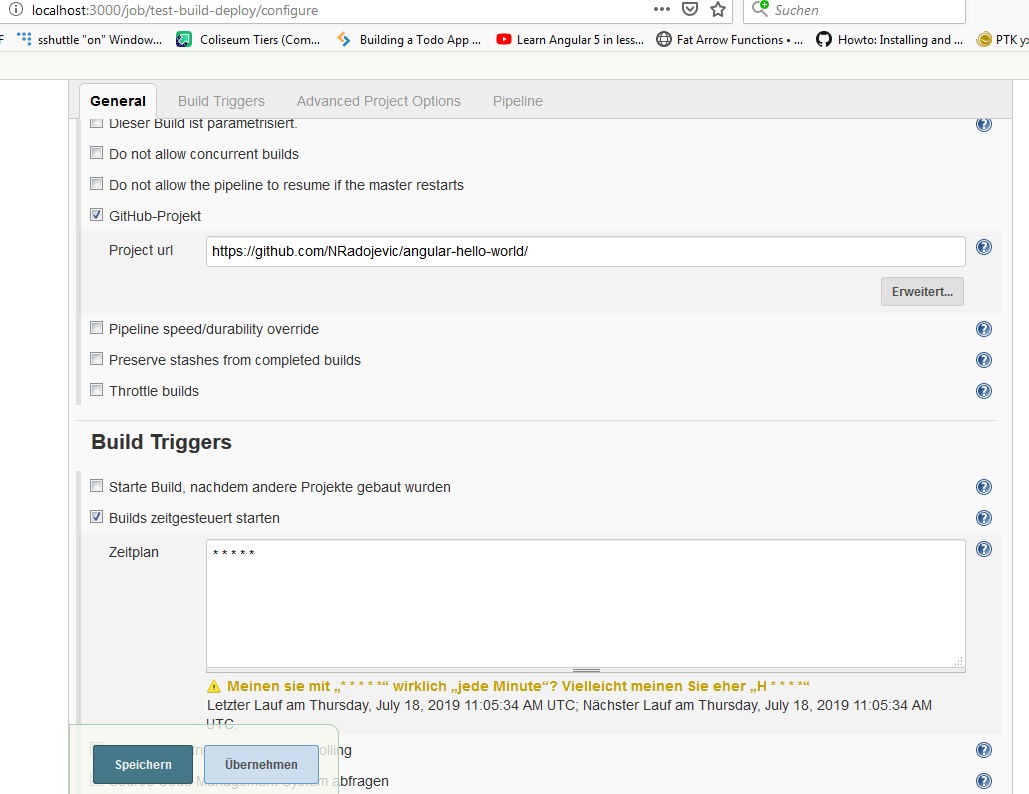 localhost:3000/job/test-build-deploy/configure
Suchen
sshuttle "on" Window... Coliseum Tiers (Com... Building a Todo App ... Learn Angular 5 in less... Fat Arrow Functions • ... Howto: Installing and ... PTK
General Build Triggers Advanced Project Options Pipeline
Dieser Build ist parametrisiert.
Do not allow concurrent builds
Do not allow the pipeline to resume if the master restarts
GitHub-Projekt
Project url https://github.com/NRadojevic/angular-hello-world/
Erweitert...
Pipeline speed/durability override
Preserve stashes from completed builds
Throttle builds
Build Triggers
Starte Build, nachdem andere Projekte gebaut wurden
Builds zeitgesteuert starten
Zeitplan * * * * *
Meinen sie mit „* * * * *“ wirklich „jede Minute“? Vielleicht meinen Sie eher „H * * * *“
Letzter Lauf am Thursday, July 18, 2019 11:05:34 AM UTC; Nächster Lauf am Thursday, July 18, 2019 11:05:34 AM
UTC.
Speichern Übernehmen
Source Code Management System abfragen